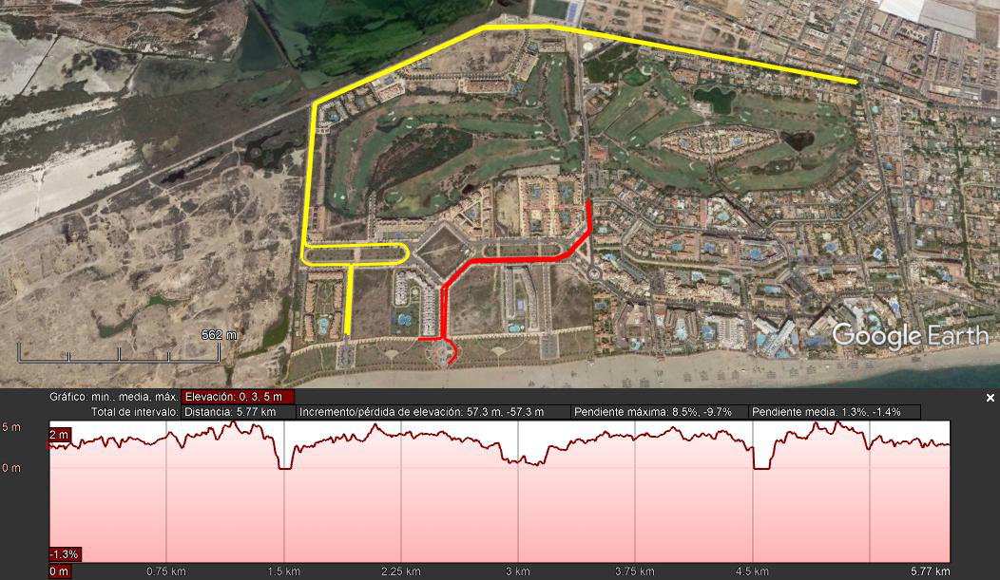 562 m
Google Earth
Gráfico: min., media, máx. Elevación: 0, 3, 5 m
Total de intervalo: Distancia: 5.77 km Incremento/pérdida de elevación: 57.3 m, -57.3 m Pendiente máxima: 8.5%, -9.7% Pendiente media: 1.3%, -1.4%
5 m
2 m
0 m
-1.3%
0 m 0.75 km 1.5 km 2.25 km 3 km 3.75 km 4.5 km 5.77 km